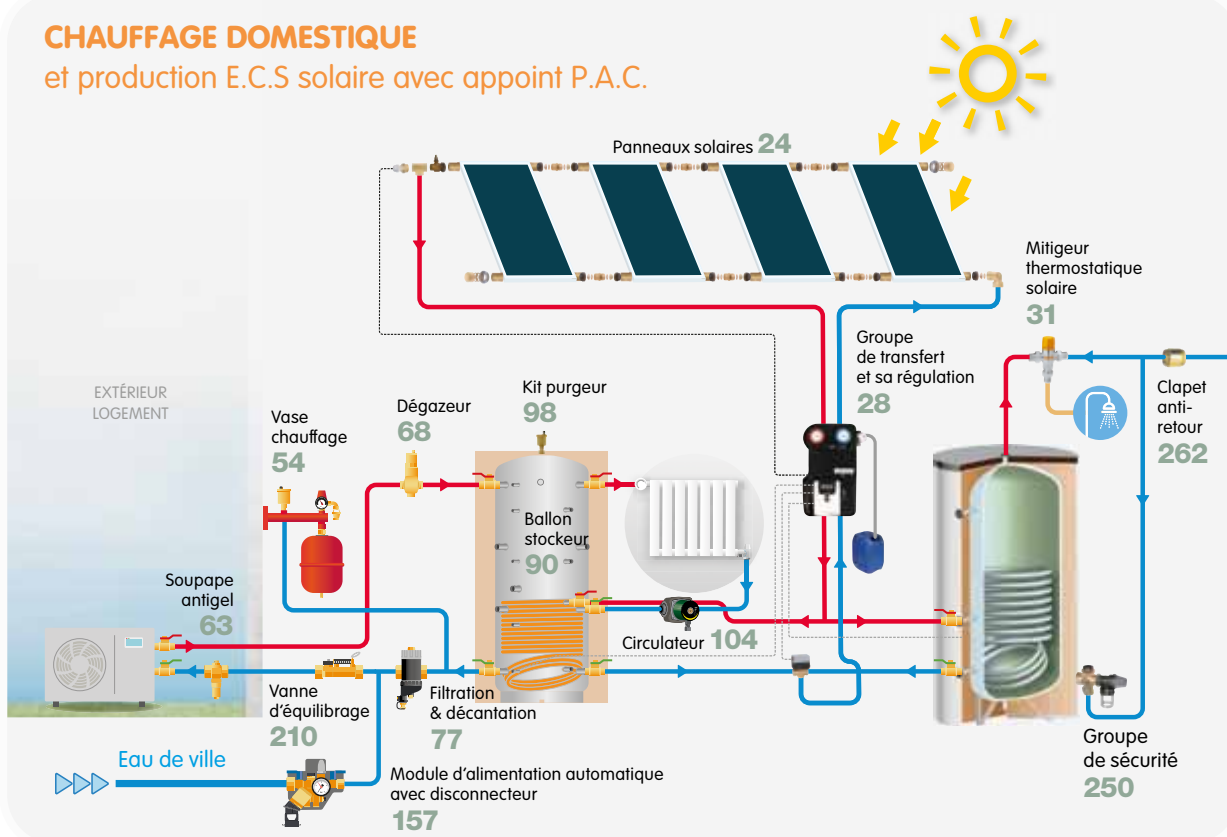 CHAUFFAGE DOMESTIQUE
et production E.C.S solaire avec appoint P.A.C.
Panneaux solaires 24
Mitigeur
thermostatique
solaire
31
Groupe
de transfert
et sa régulation
28
Clapet
anti-
retour
262
EXTÉRIEUR
LOGEMENT
Vase
chauffage
54
Dégazeur
68
Kit purgeur
98
Ballon
stockeur
90
Soupape
antigel
63
Circulateur 104
Vanne
d'équilibrage
210
Filtration
& décantation
77
Groupe
de sécurité
250
Eau de ville
Module d'alimentation automatique
avec disconnecteur
157